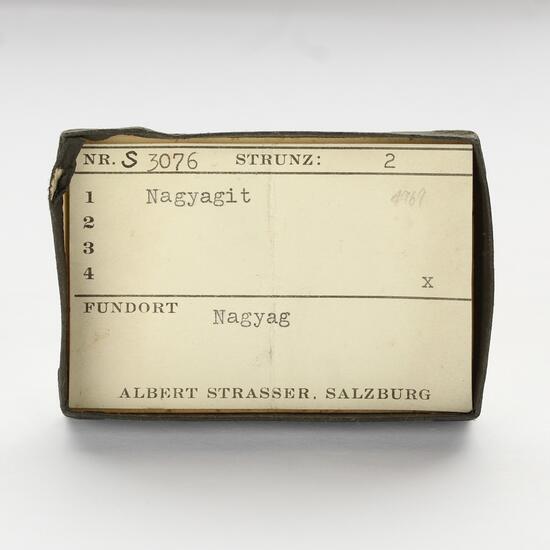 NR. S 3076 STRUNZ: 2
1 Nagyagit
2
3
4 x
FUNDORT Nagyag
ALBERT STRASSER, SALZBURG